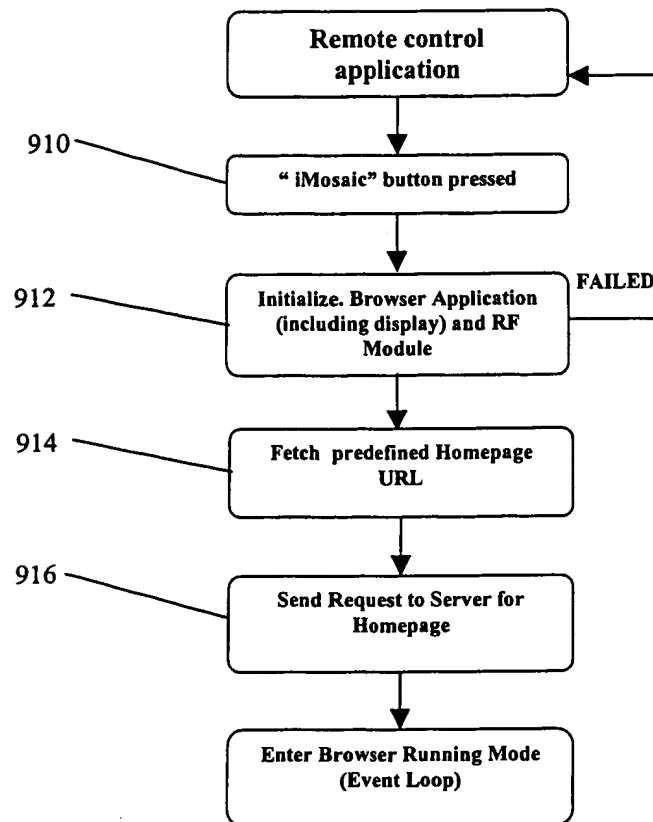 Remote control
application
910
“ iMosaic” button pressed
912
Initialize. Browser Application
(including display) and RF
Module
FAILED
914
Fetch predefined Homepage
URL
916
Send Request to Server for
Homepage
Enter Browser Running Mode
(Event Loop)